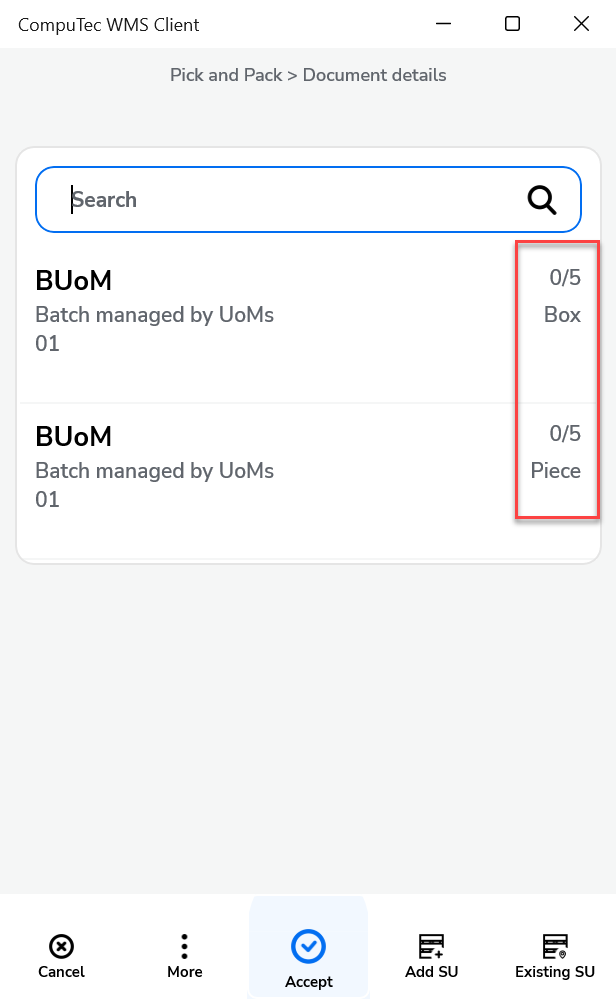 CompuTec WMS Client
Pick and Pack > Document details
Search
BUoM 0/5
Batch managed by UoMs Box
01
BUoM 0/5
Batch managed by UoMs Piece
01
Cancel More Accept Add SU Existing SU